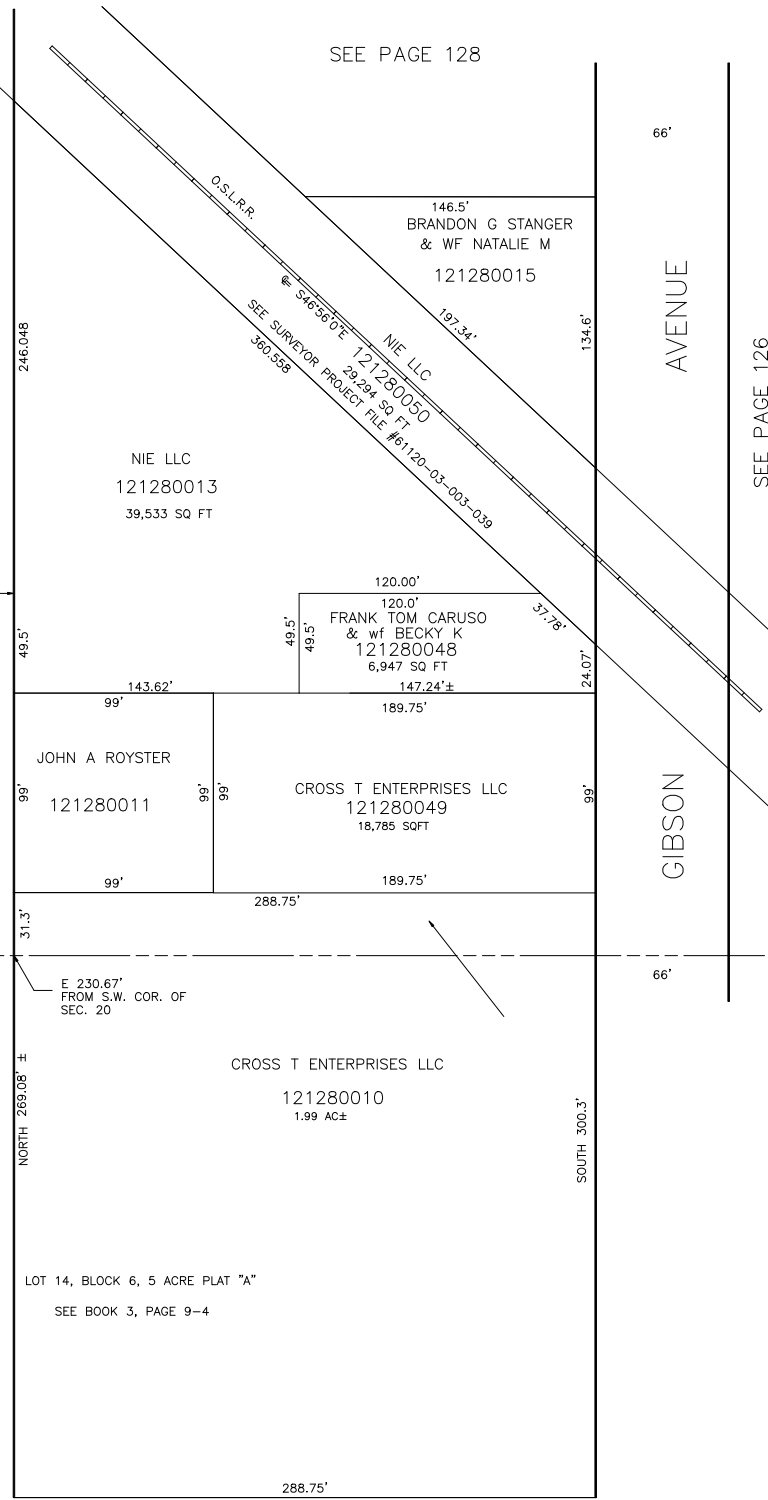 SEE PAGE 128
66'
O.S.L.R.R.
146.5'
BRANDON G STANGER
& WF NATALIE M
121280015
197.34'
134.6'
AVENUE
SEE PAGE 126
246.048
℄ S46°56'0"E
NIE LLC
121280050
29,294 SQ FT
SEE SURVEYOR PROJECT FILE #61120-03-003-039
360.558
NIE LLC
121280013
39,533 SQ FT
120.00'
120.0'
49.5'
49.5'
49.5'
FRANK TOM CARUSO
& wf BECKY K
121280048
6,947 SQ FT
37.78'
24.07'
143.62'
147.24'±
99'
189.75'
JOHN A ROYSTER
121280011
99'
99'
99'
CROSS T ENTERPRISES LLC
121280049
18,785 SQFT
99'
GIBSON
99'
189.75'
288.75'
31.3'
E 230.67'
FROM S.W. COR. OF
SEC. 20
66'
CROSS T ENTERPRISES LLC
121280010
1.99 AC±
NORTH 269.08' ±
SOUTH 300.3'
LOT 14, BLOCK 6, 5 ACRE PLAT "A"
SEE BOOK 3, PAGE 9-4
288.75'